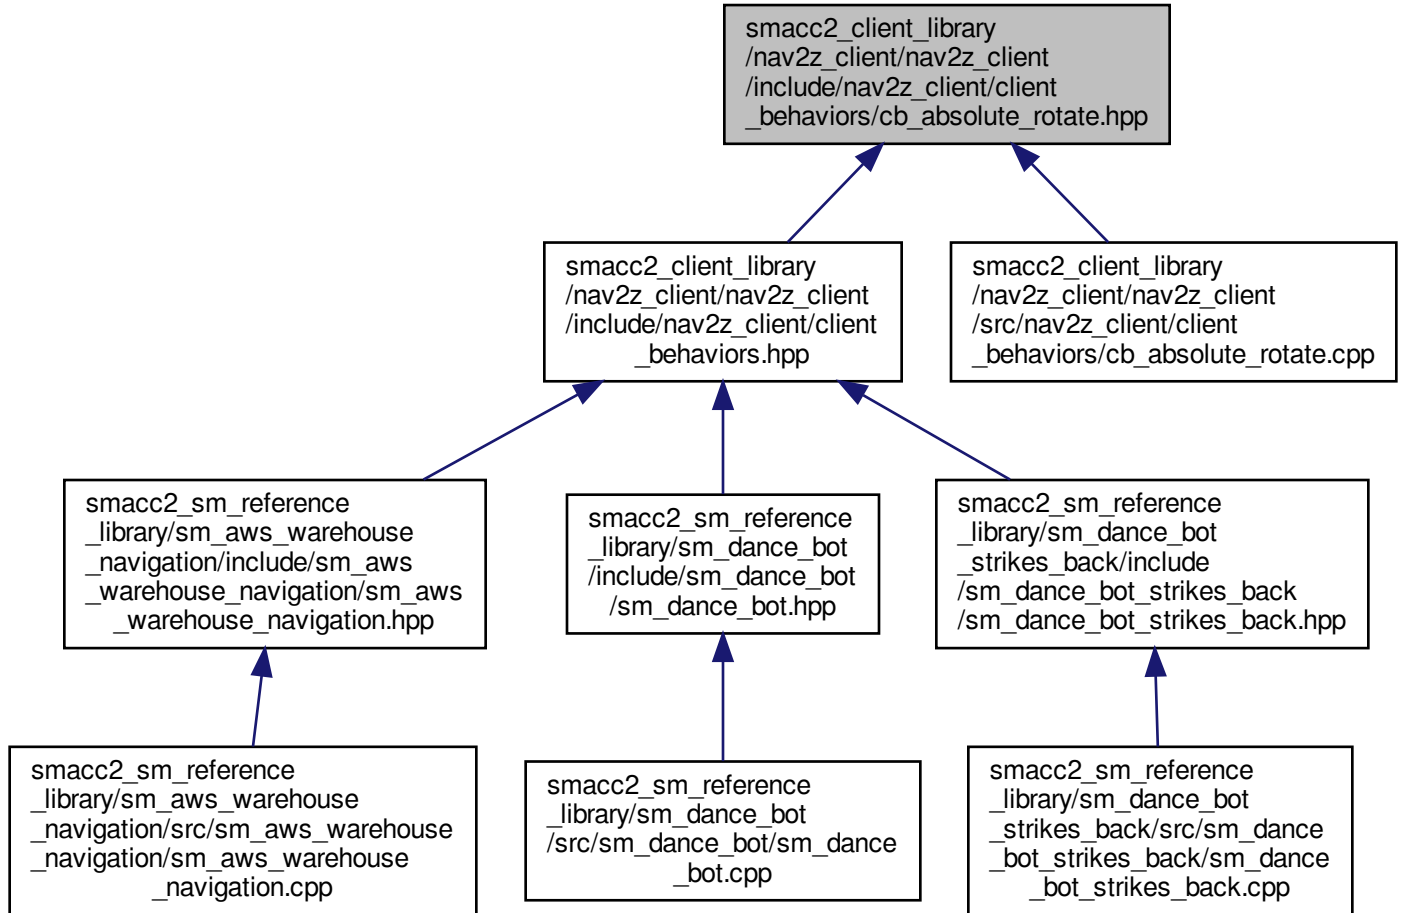 smacc2_client_library
/nav2z_client/nav2z_client
/include/nav2z_client/client
_behaviors/cb_absolute_rotate.hpp
smacc2_client_library
/nav2z_client/nav2z_client
/include/nav2z_client/client
_behaviors.hpp
smacc2_client_library
/nav2z_client/nav2z_client
/src/nav2z_client/client
_behaviors/cb_absolute_rotate.cpp
smacc2_sm_reference
_library/sm_aws_warehouse
_navigation/include/sm_aws
_warehouse_navigation/sm_aws
_warehouse_navigation.hpp
smacc2_sm_reference
_library/sm_dance_bot
/include/sm_dance_bot
/sm_dance_bot.hpp
smacc2_sm_reference
_library/sm_dance_bot
_strikes_back/include
/sm_dance_bot_strikes_back
/sm_dance_bot_strikes_back.hpp
smacc2_sm_reference
_library/sm_aws_warehouse
_navigation/src/sm_aws_warehouse
_navigation/sm_aws_warehouse
_navigation.cpp
smacc2_sm_reference
_library/sm_dance_bot
/src/sm_dance_bot/sm_dance
_bot.cpp
smacc2_sm_reference
_library/sm_dance_bot
_strikes_back/src/sm_dance
_bot_strikes_back/sm_dance
_bot_strikes_back.cpp